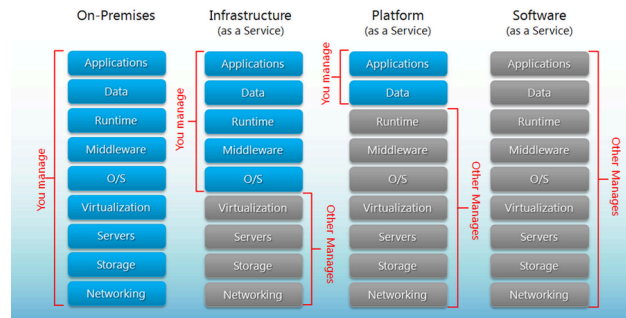 On-Premises
Infrastructure
(as a Service)
Platform
(as a Service)
Software
(as a Service)
You manage
Applications
Data
Runtime
Middleware
O/S
Virtualization
Servers
Storage
Networking
You manage
Applications
Data
Runtime
Middleware
O/S
Virtualization
Servers
Storage
Networking
Other Manages
You manage
Applications
Data
Runtime
Middleware
O/S
Virtualization
Servers
Storage
Networking
Other Manages
Applications
Data
Runtime
Middleware
O/S
Virtualization
Servers
Storage
Networking
Other Manages